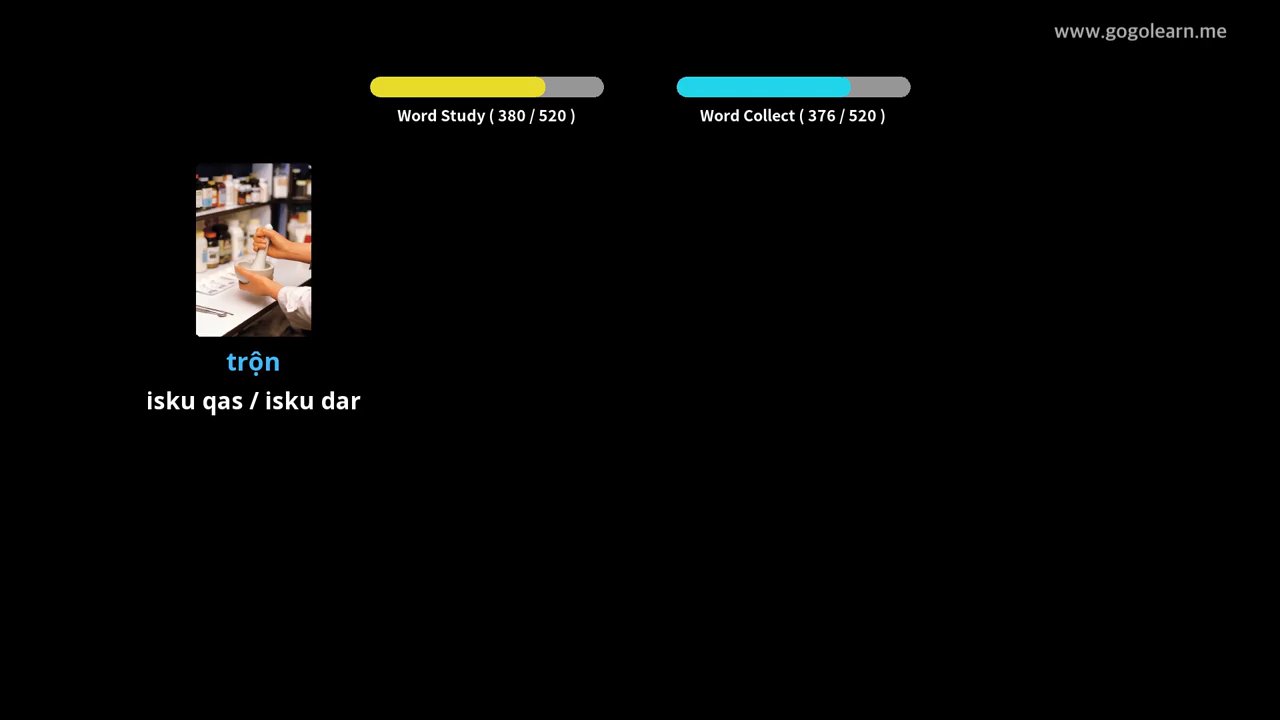 www.gogolearn.me
Word Study ( 380 / 520 )
Word Collect ( 376 / 520 )
trộn
isku qas / isku dar